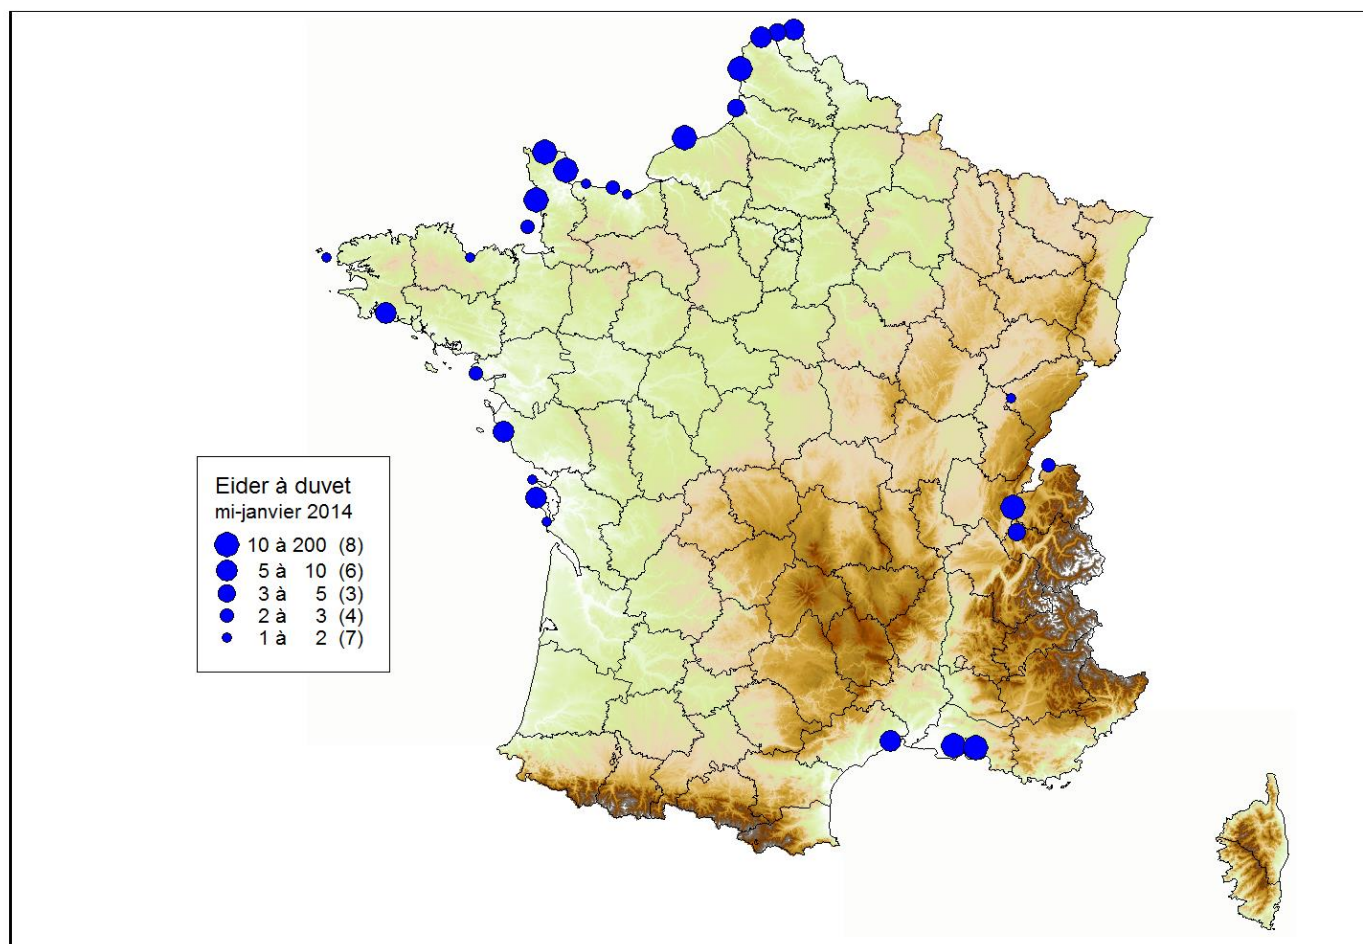 Eider à duvet
mi-janvier 2014
10 à 200 (8)
5 à 10 (6)
3 à 5 (3)
2 à 3 (4)
1 à 2 (7)